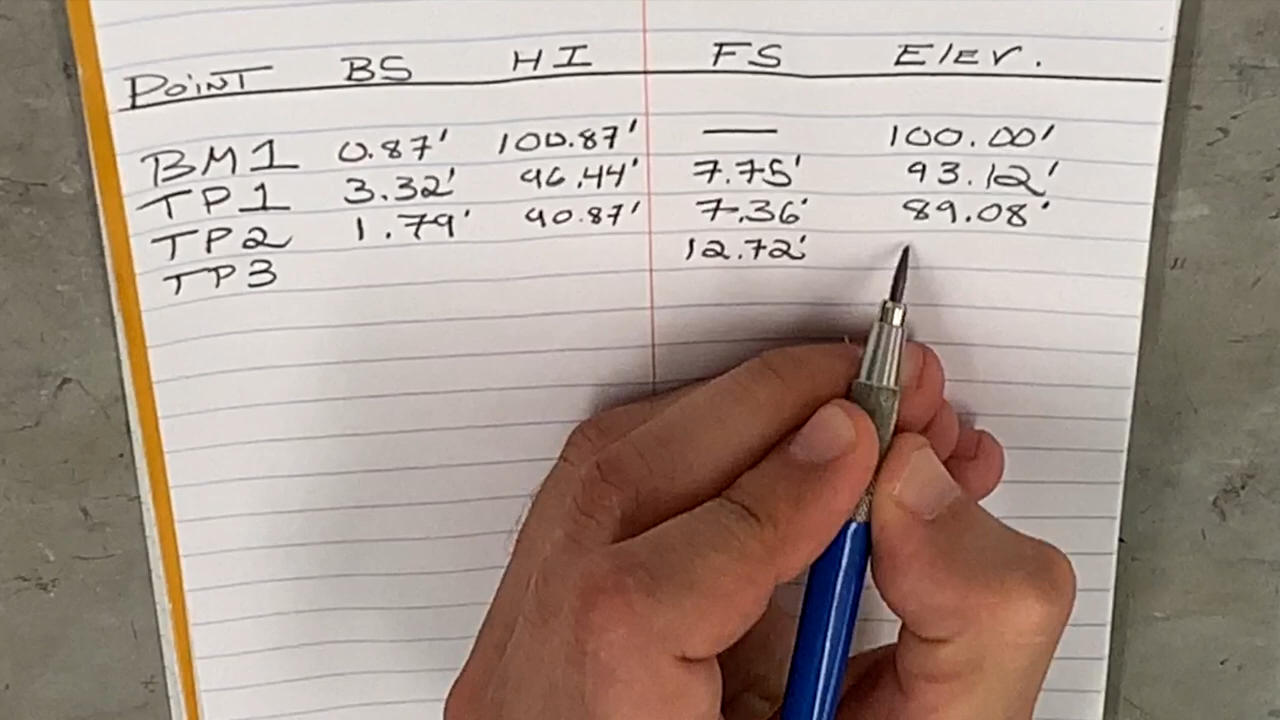 POINT BS HI FS ElEV.
BM1 0.87' 100.87' — 100.00'
TP1 3.32' 96.44' 7.75' 93.12'
TP2 1.79' 90.87' 7.36' 89.08'
TP3 12.72'